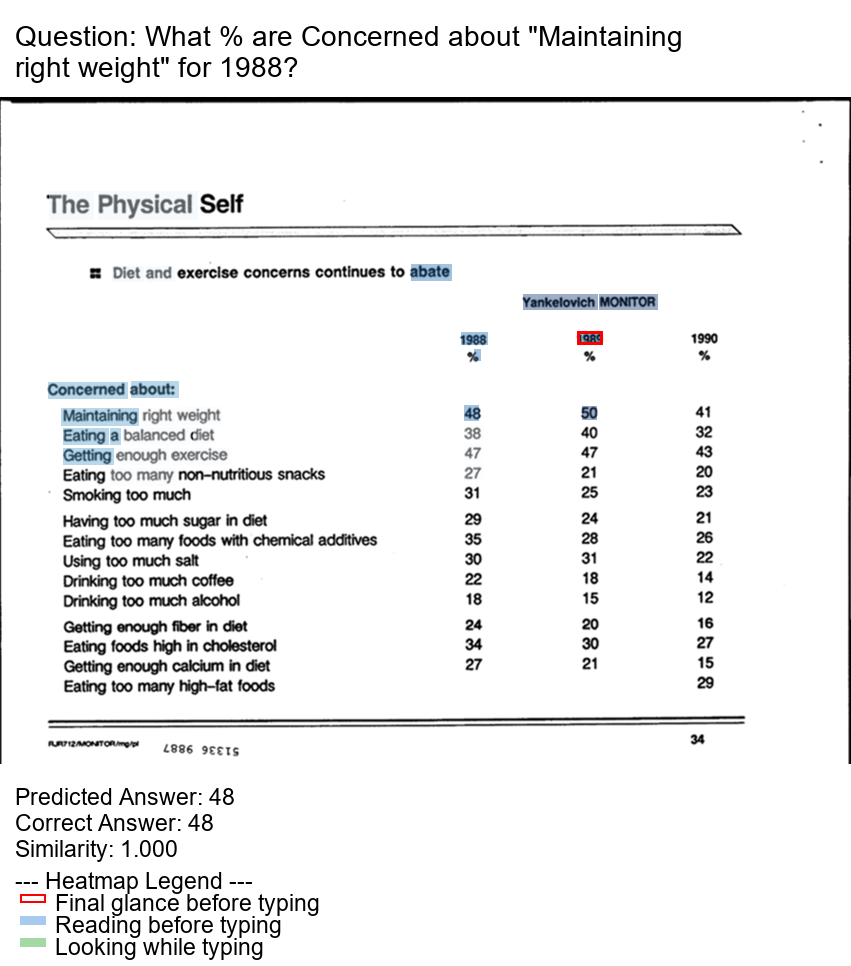 Question: What % are Concerned about "Maintaining
right weight" for 1988?
The Physical Self
Diet and exercise concerns continues to abate
Yankelovich MONITOR
1988 1989 1990
% % %
Concerned about:
Maintaining right weight 48 50 41
Eating a balanced diet 38 40 32
Getting enough exercise 47 47 43
Eating too many non-nutritious snacks 27 21 20
Smoking too much 31 25 23
Having too much sugar in diet 29 24 21
Eating too many foods with chemical additives 35 28 26
Using too much salt 30 31 22
Drinking too much coffee 22 18 14
Drinking too much alcohol 18 15 12
Getting enough fiber in diet 24 20 16
Eating foods high in cholesterol 34 30 27
Getting enough calcium in diet 27 21 15
Eating too many high-fat foods 29
RJR712/MONITOR/mg/pl 51336 9887 34
Predicted Answer: 48
Correct Answer: 48
Similarity: 1.000
--- Heatmap Legend ---
Final glance before typing
Reading before typing
Looking while typing